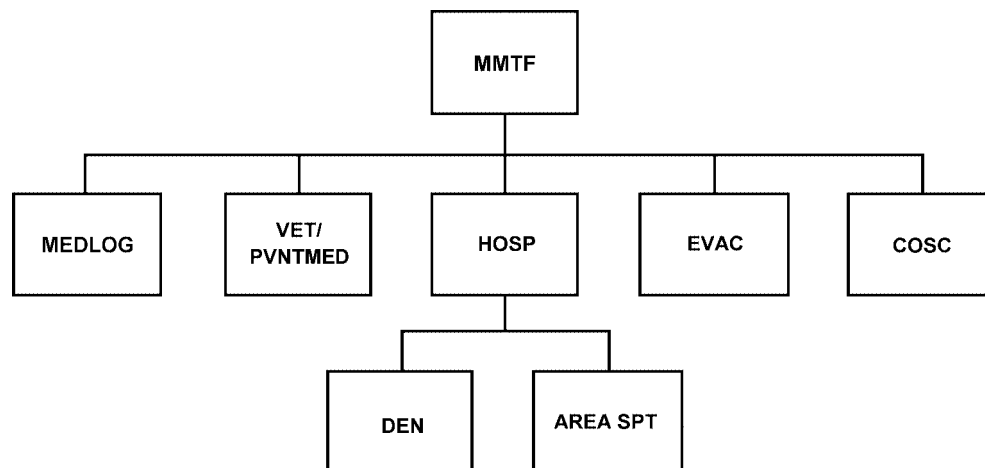 MMTF
MEDLOG
VET/
PVNTMED
HOSP
EVAC
COSC
DEN
AREA SPT